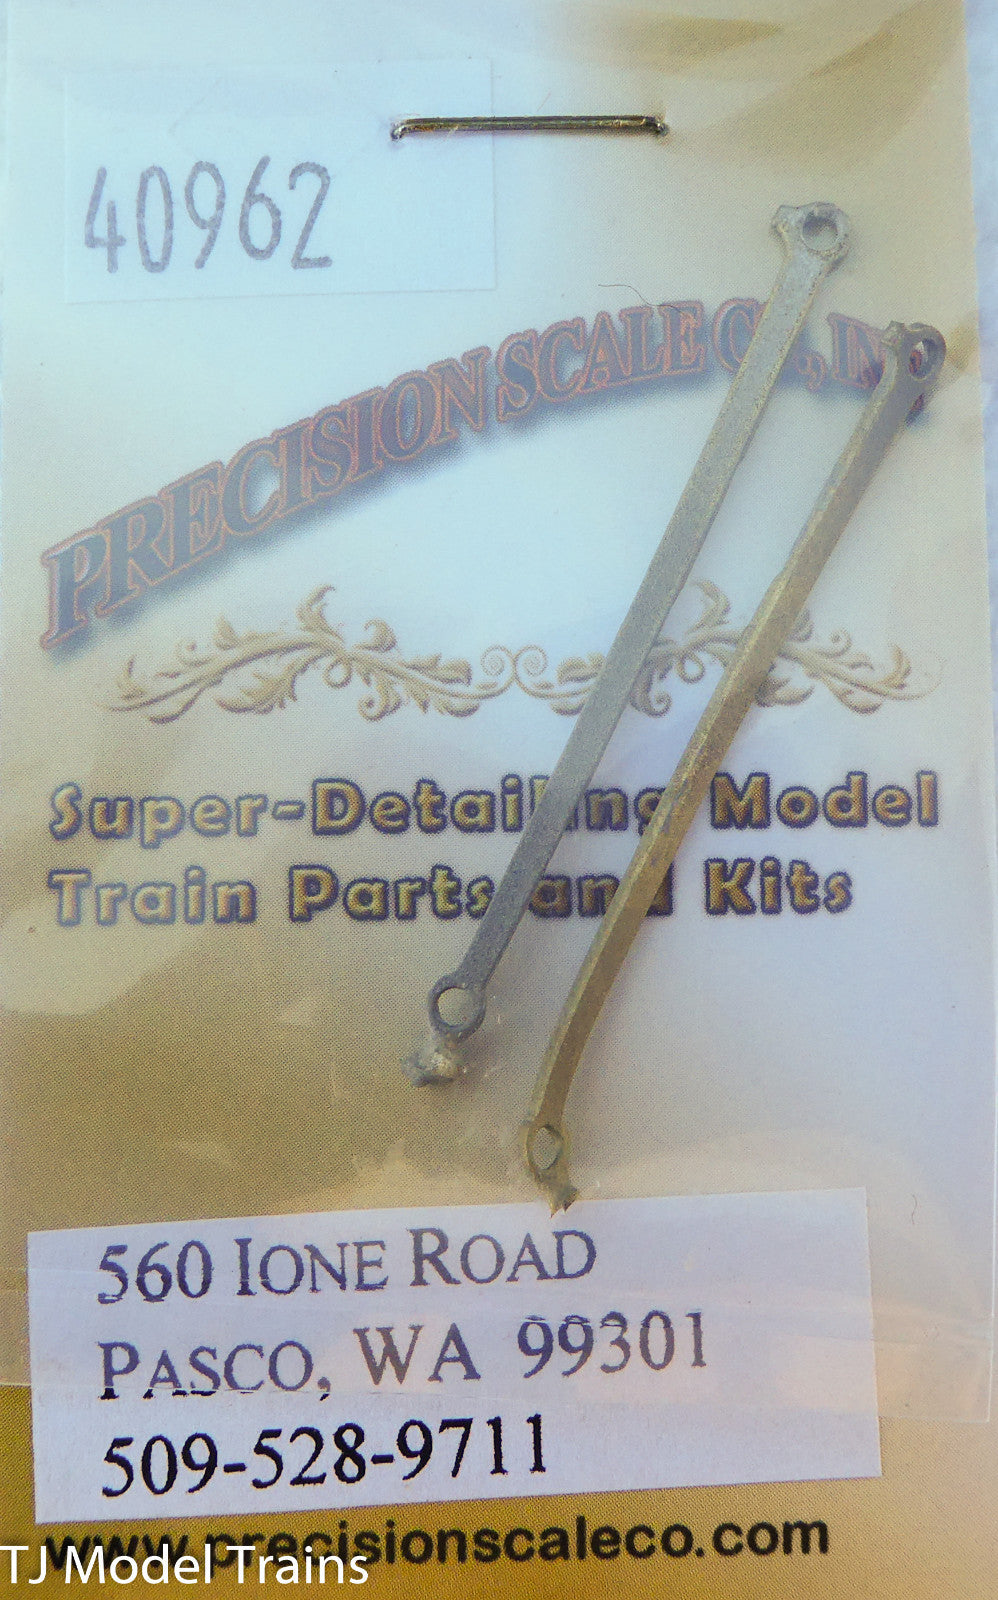 40962
PRECISION SCALE CO., INC.
Super-Detailing Model
Train Parts and Kits
560 IONE ROAD
PASCO, WA 99301
509-528-9711
www.precisionscaleco.com
TJ Model Trains